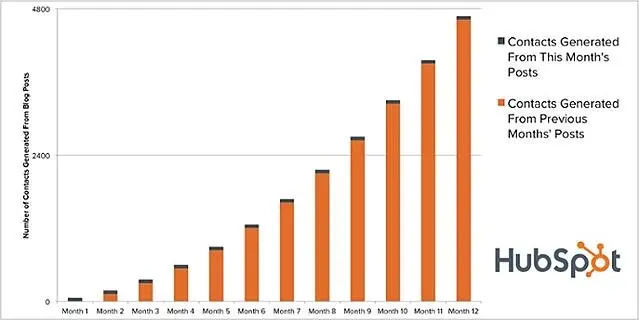 4800
2400
0
Number of Contacts Generated From Blog Posts
Month 1
Month 2
Month 3
Month 4
Month 5
Month 6
Month 7
Month 8
Month 9
Month 10
Month 11
Month 12
Contacts Generated
From This Month's
Posts
Contacts Generated
From Previous
Months' Posts
HubSpot